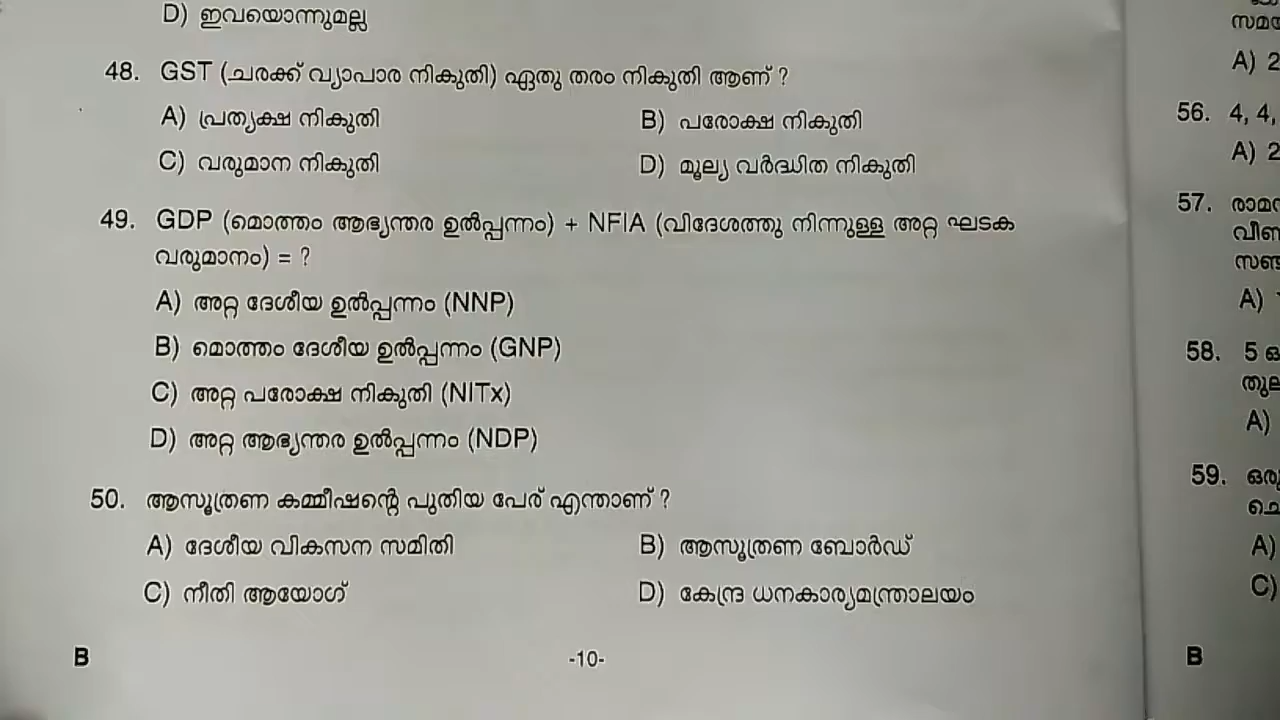 D) ഇവയൊന്നുമല്ല
48. GST (ചരക്ക് വ്യാപാര നികുതി) ഏതു തരം നികുതി ആണ് ?
A) പ്രത്യക്ഷ നികുതി B) പരോക്ഷ നികുതി
C) വരുമാന നികുതി D) മൂല്യ വർദ്ധിത നികുതി
49. GDP (മൊത്തം ആഭ്യന്തര ഉൽപ്പന്നം) + NFIA (വിദേശത്തു നിന്നുള്ള അറ്റ ഘടക
വരുമാനം) = ?
A) അറ്റ ദേശീയ ഉൽപ്പന്നം (NNP)
B) മൊത്തം ദേശീയ ഉൽപ്പന്നം (GNP)
C) അറ്റ പരോക്ഷ നികുതി (NITx)
D) അറ്റ ആഭ്യന്തര ഉൽപ്പന്നം (NDP)
50. ആസൂത്രണ കമ്മീഷന്റെ പുതിയ പേര് എന്താണ് ?
A) ദേശീയ വികസന സമിതി B) ആസൂത്രണ ബോർഡ്
C) നീതി ആയോഗ് D) കേന്ദ്ര ധനകാര്യമന്ത്രാലയം
B -10-
A) 2
56. 4, 4,
A) 2
57.
A)
58. 5
A)
59. ഒരു
A)
C)
B